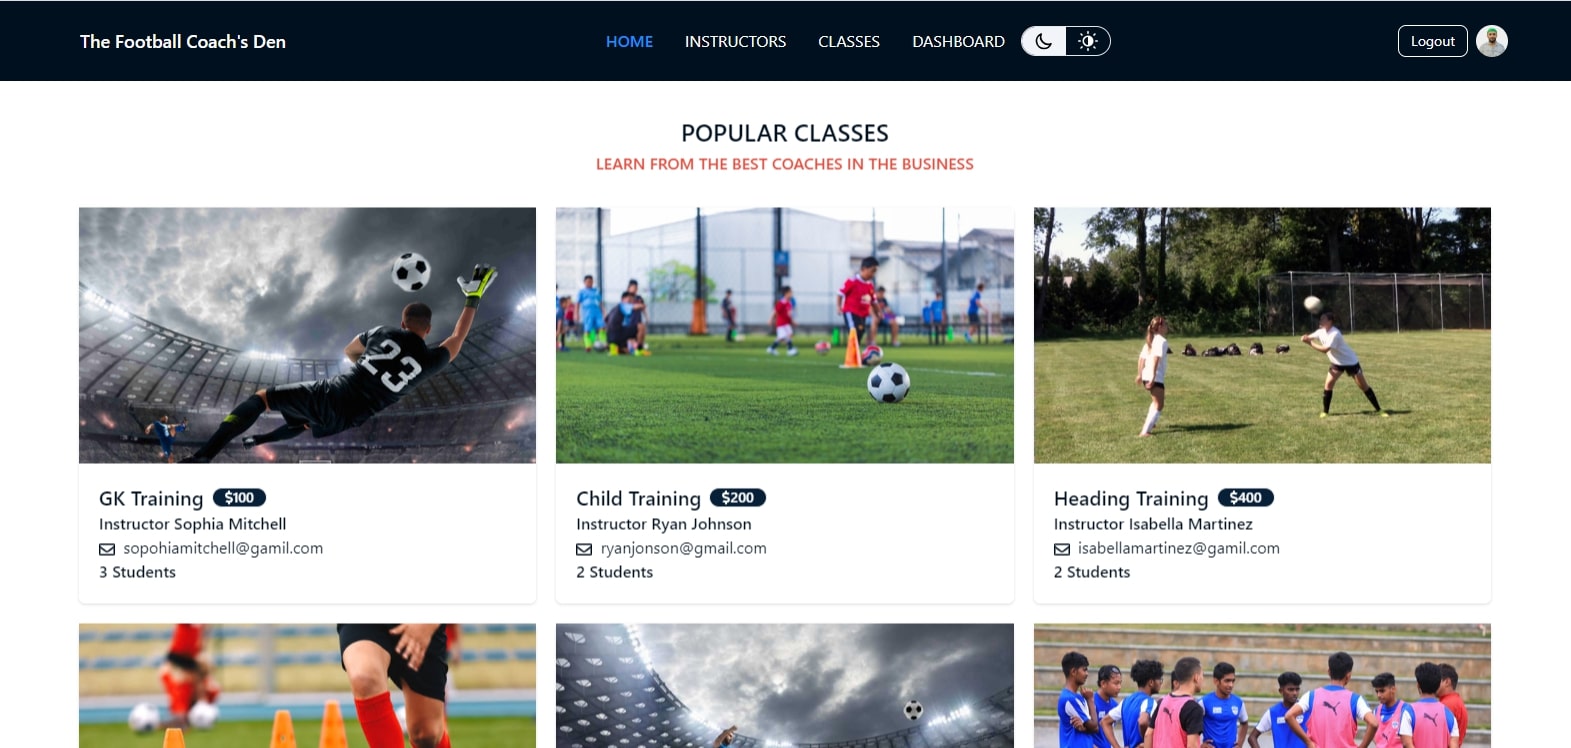 The Football Coach's Den
HOME INSTRUCTORS CLASSES DASHBOARD
Logout
POPULAR CLASSES
LEARN FROM THE BEST COACHES IN THE BUSINESS
23
GK Training $100
Instructor Sophia Mitchell
sopohiamitchell@gamil.com
3 Students
Child Training $200
Instructor Ryan Johnson
ryanjonson@gmail.com
2 Students
Heading Training $400
Instructor Isabella Martinez
isabellamartinez@gamil.com
2 Students